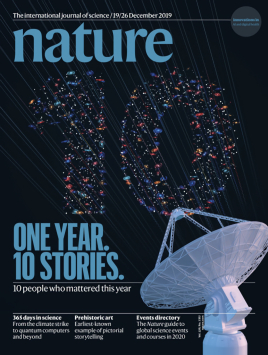 The international journal of science / 19/26 December 2019
nature
10
ONE YEAR.
10 STORIES.
10 people who mattered this year
365 days in science
From the climate strike
to quantum computers
and beyond
Prehistoric art
Earliest-known
example of pictorial
storytelling
Events directory
The Nature guide to
global science events
and courses in 2020